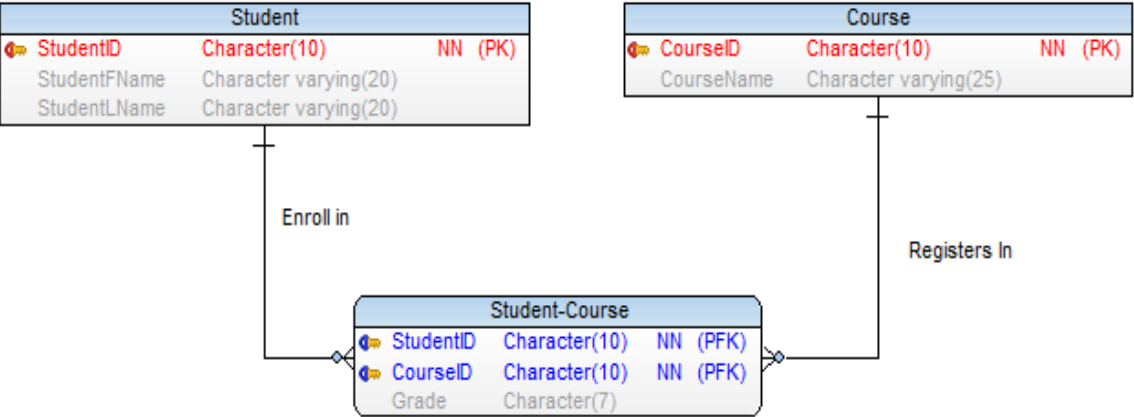 Student
StudentID Character(10) NN (PK)
StudentFName Character varying(20)
StudentLName Character varying(20)
Course
CourseID Character(10) NN (PK)
CourseName Character varying(25)
Enroll in
Registers In
Student-Course
StudentID Character(10) NN (PFK)
CourseID Character(10) NN (PFK)
Grade Character(7)